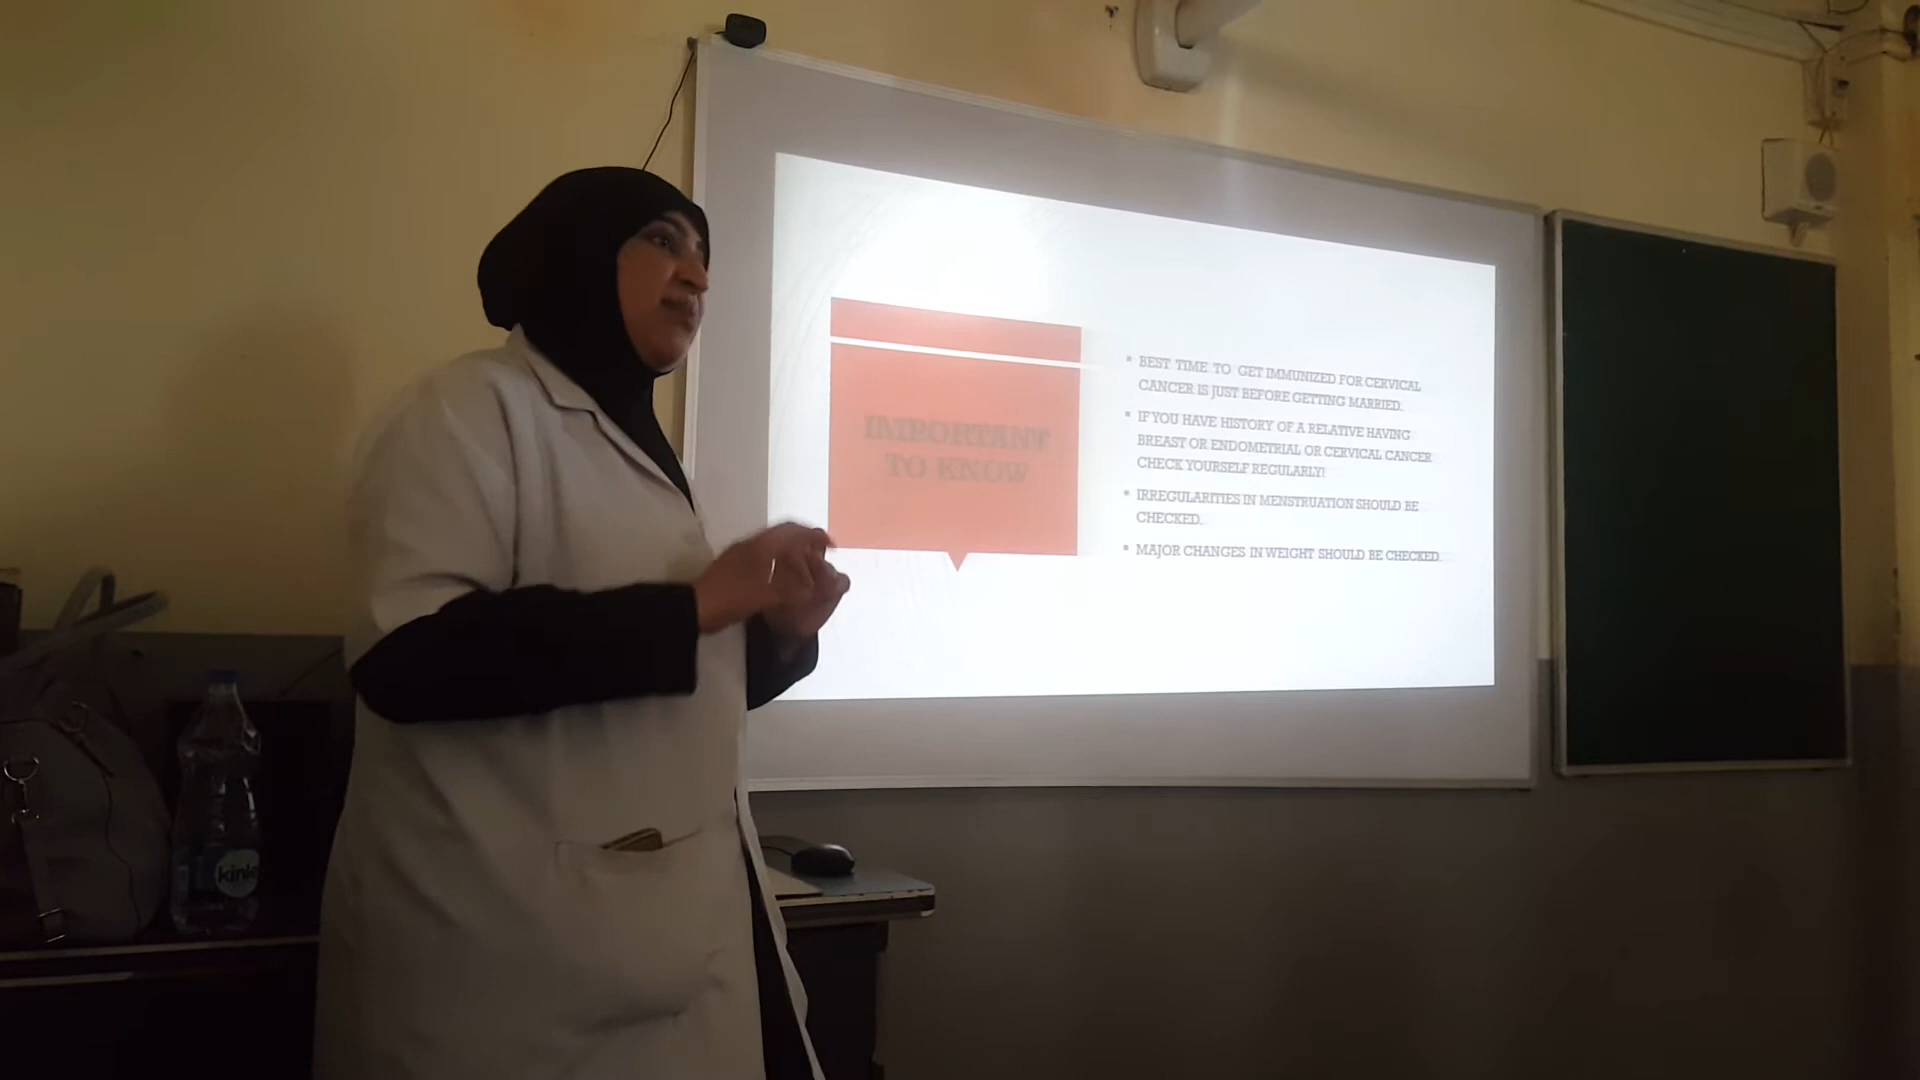 IMPORTANT
TO KNOW
BEST TIME TO GET IMMUNIZED FOR CERVICAL
CANCER IS JUST BEFORE GETTING MARRIED.
IF YOU HAVE HISTORY OF A RELATIVE HAVING
BREAST OR ENDOMETRIAL OR CERVICAL CANCER
CHECK YOURSELF REGULARLY!
IRREGULARITIES IN MENSTRUATION SHOULD BE
CHECKED.
MAJOR CHANGES IN WEIGHT SHOULD BE CHECKED.